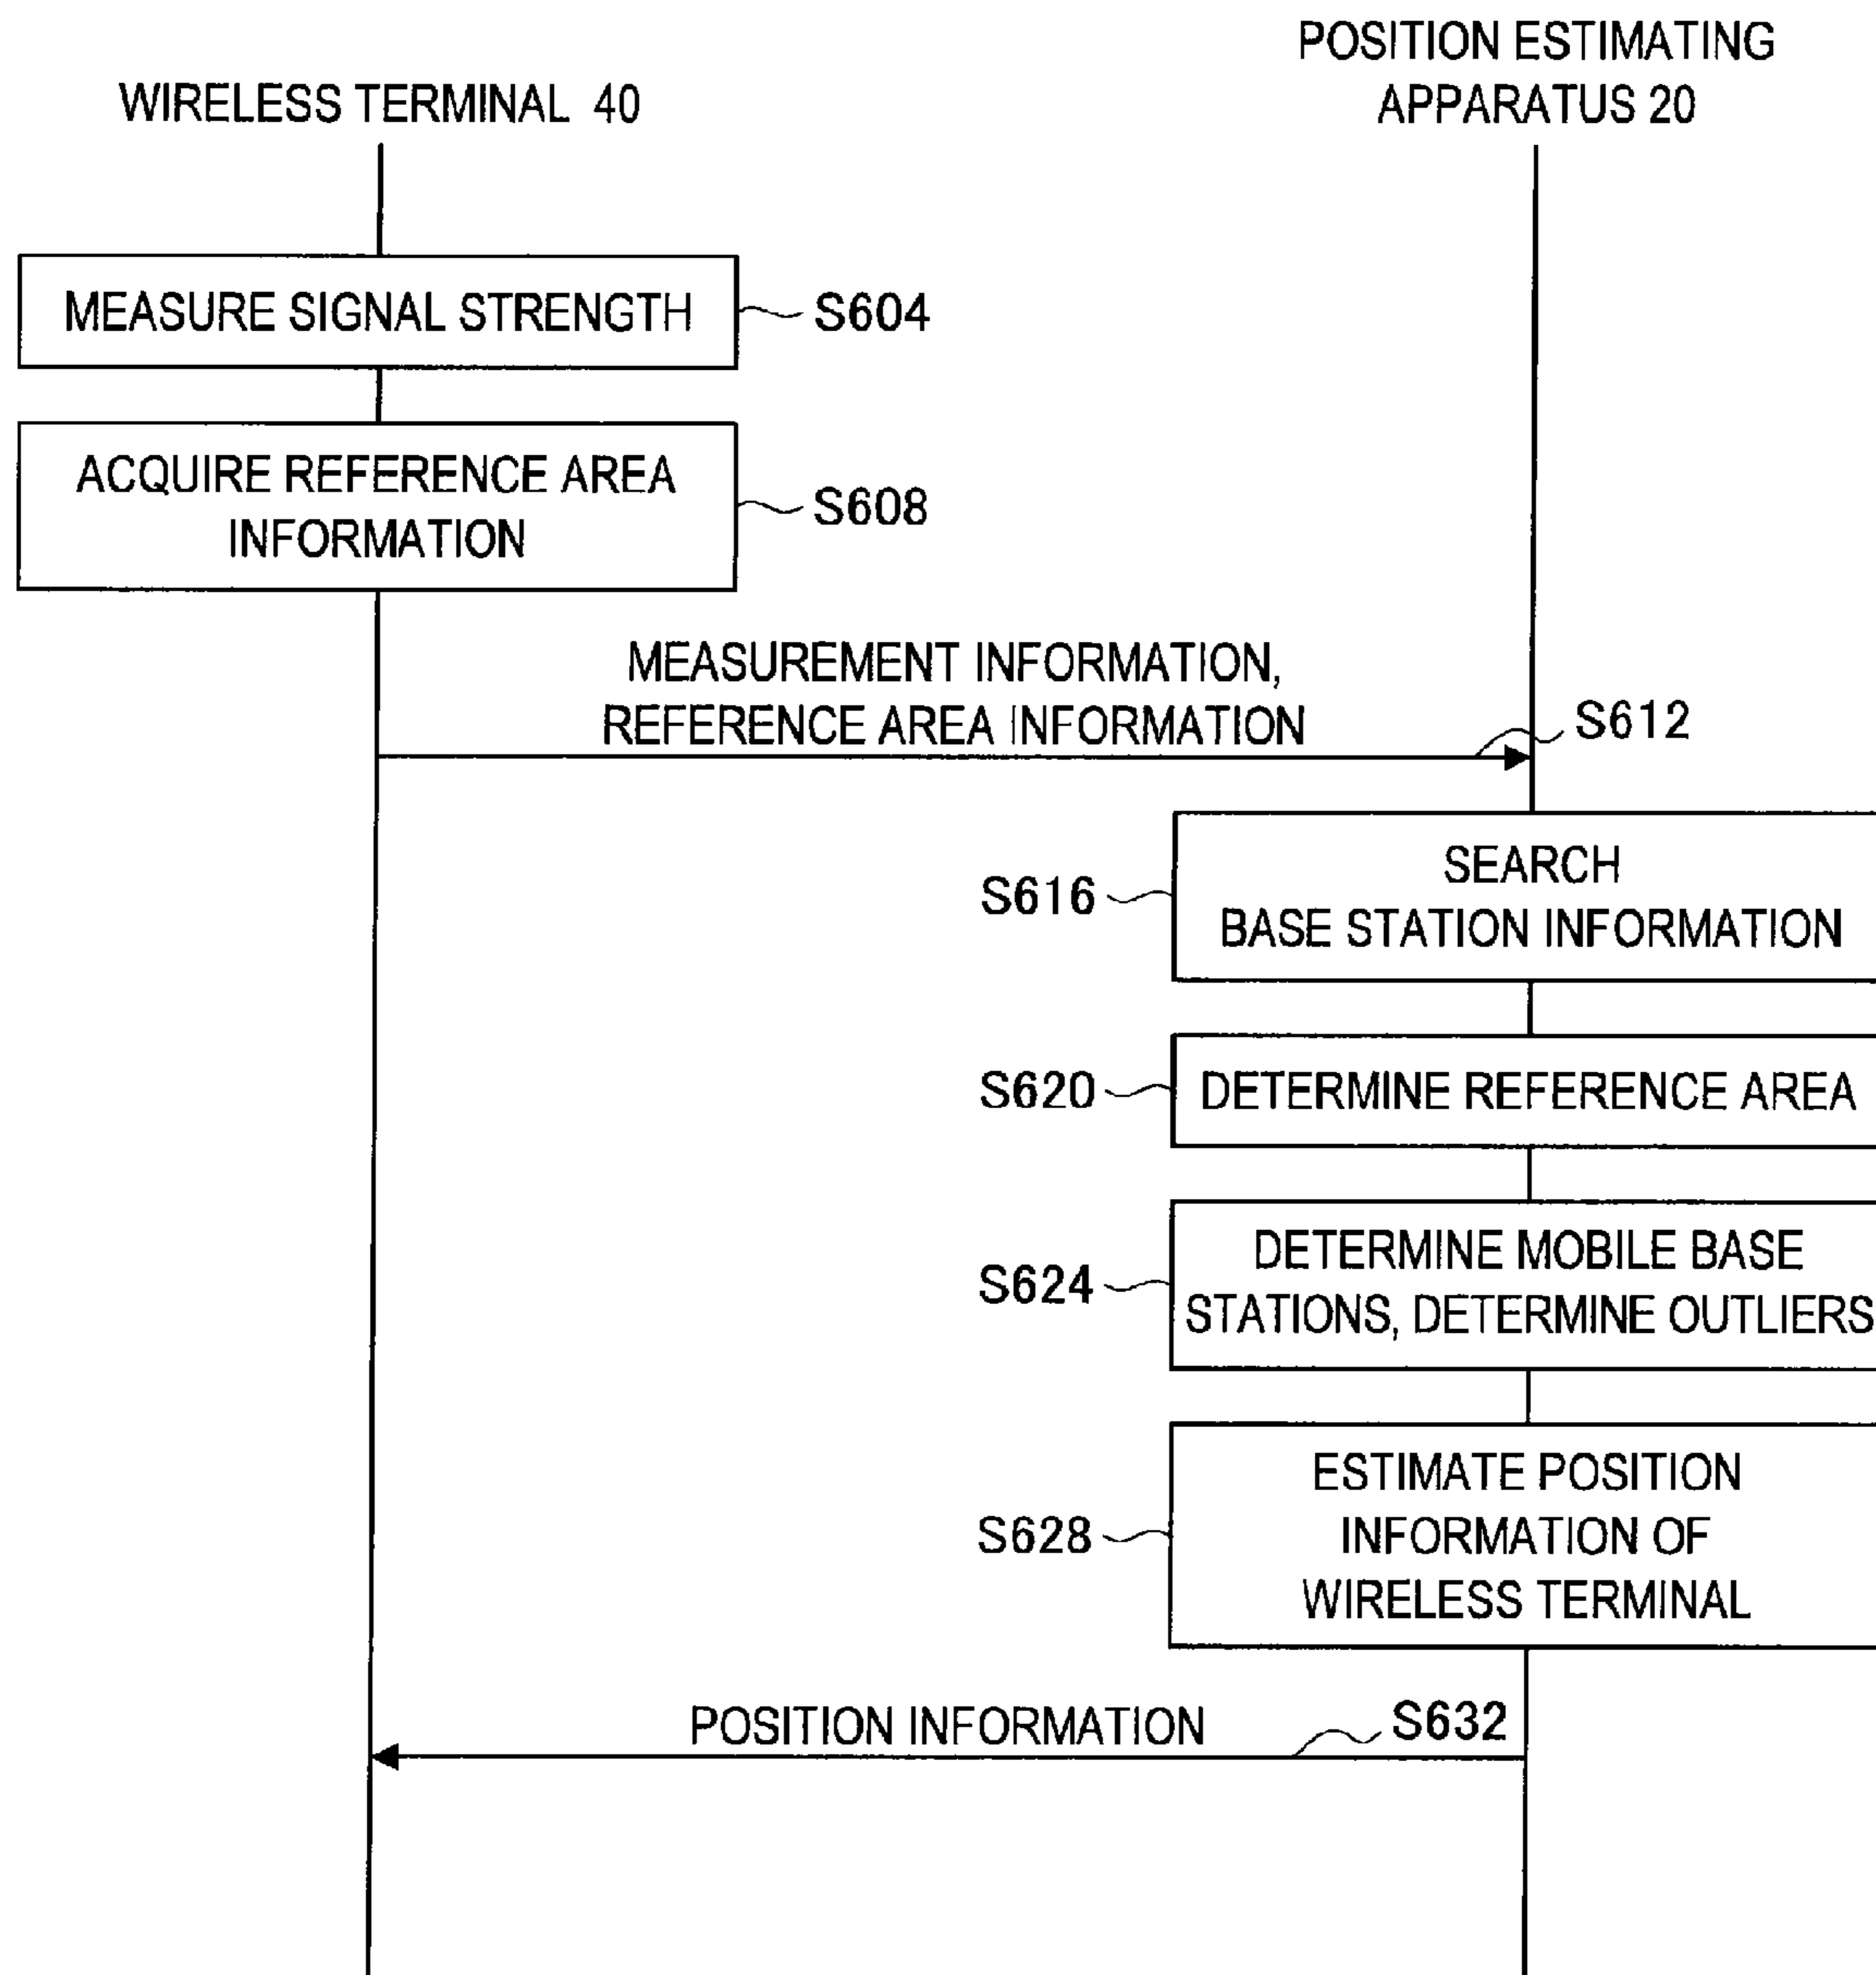 POSITION ESTIMATING
APPARATUS 20
WIRELESS TERMINAL 40
MEASURE SIGNAL STRENGTH
S604
ACQUIRE REFERENCE AREA
INFORMATION
S608
MEASUREMENT INFORMATION,
REFERENCE AREA INFORMATION
S612
SEARCH
BASE STATION INFORMATION
S616
DETERMINE REFERENCE AREA
S620
DETERMINE MOBILE BASE
STATIONS, DETERMINE OUTLIERS
S624
ESTIMATE POSITION
INFORMATION OF
WIRELESS TERMINAL
S628
POSITION INFORMATION
S632